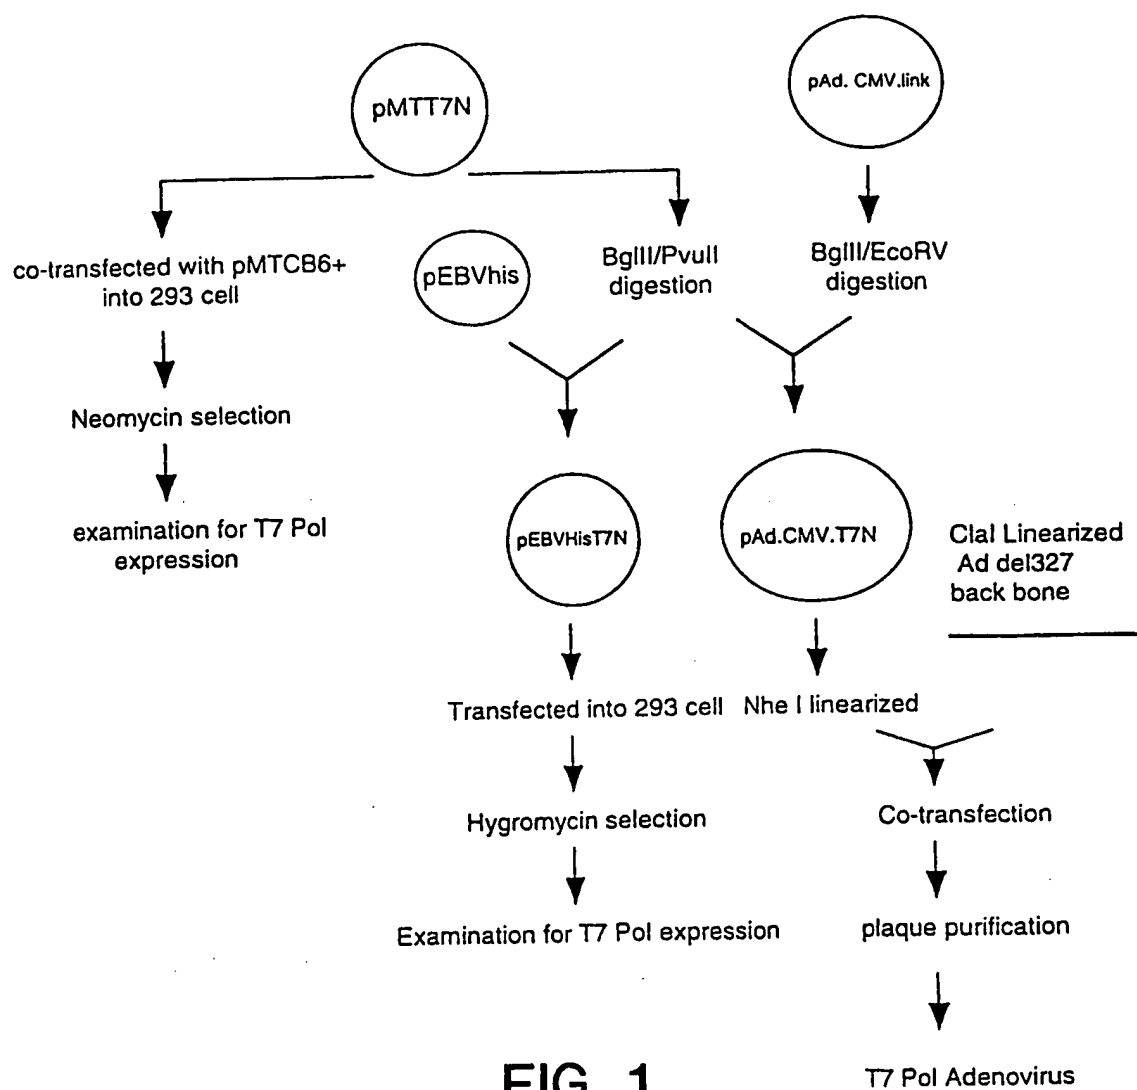 pMTT7N
pAd. CMV.link
co-transfected with pMTCB6+
into 293 cell
pEBVhis
BglII/PvuII
digestion
BglII/EcoRV
digestion
Neomycin selection
examination for T7 Pol
expression
pEBVHisT7N
pAd.CMV.T7N
ClaI Linearized
Ad del327
back bone
Transfected into 293 cell
Nhe I linearized
Hygromycin selection
Co-transfection
Examination for T7 Pol expression
plaque purification
T7 Pol Adenovirus
FIG. 1